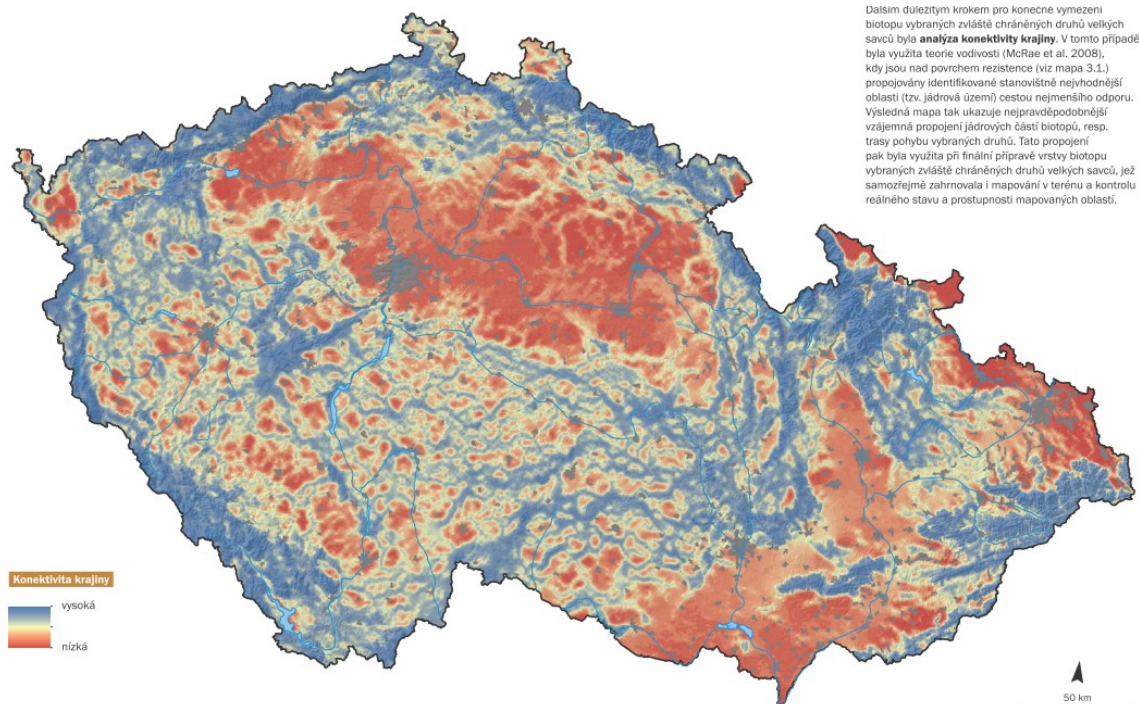 Dalším důležitým krokem pro konečné vymezení
biotopu vybraných zvláště chráněných druhů velkých
savců byla analýza konektivity krajiny. V tomto případě
byla využita teorie vodivosti (McRae et al. 2008),
kdy jsou nad povrchem rezistence (viz mapa 3.1.)
propojovány identifikované stanovištně nejvhodnější
oblasti (tzv. jádrová území) cestou nejmenšího odporu.
Výsledná mapa tak ukazuje nejpravděpodobnější
vzájemná propojení jádrových částí biotopů, resp.
trasy pohybu vybraných druhů. Tato propojení
pak byla využita při finální přípravě vrstvy biotopu
vybraných zvláště chráněných druhů velkých savců, jež
samozřejmě zahrnovala i mapování v terénu a kontrolu
reálného stavu a prostupnosti mapovaných oblastí.
Konektivita krajiny
vysoká
nízká
50 km